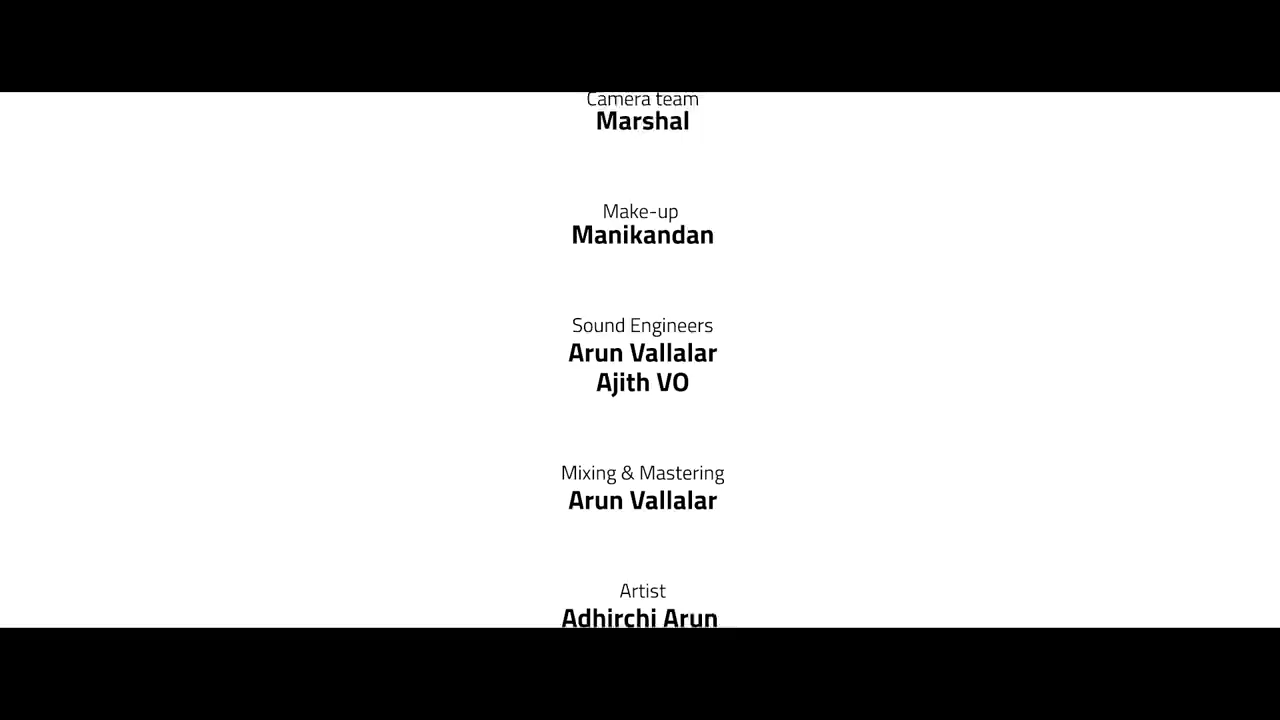 Camera team
Marshal
Make-up
Manikandan
Sound Engineers
Arun Vallalar
Ajith VO
Mixing & Mastering
Arun Vallalar
Artist
Adhirchi Arun